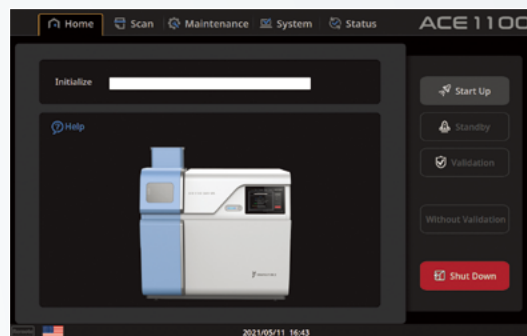 Home
Scan
Maintenance
System
Status
ACE 1100
Initialize
Help
Start Up
Standby
Validation
Without Validation
Shut Down
2021/05/11 16:43